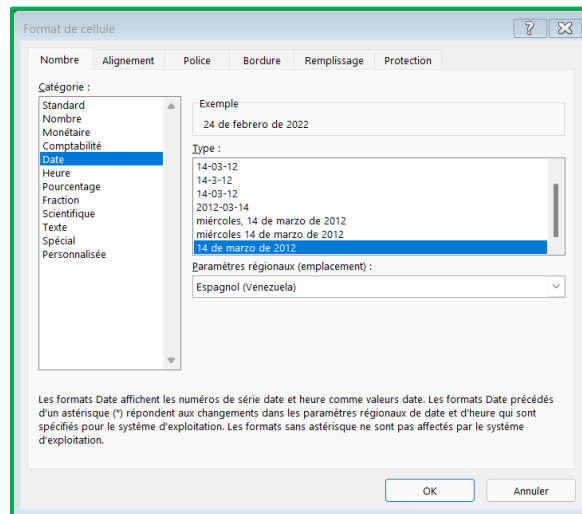 Format de cellule
Nombre
Alignement
Police
Bordure
Remplissage
Protection
Catégorie :
Standard
Nombre
Monétaire
Comptabilité
Date
Heure
Pourcentage
Fraction
Scientifique
Texte
Spécial
Personnalisée
Exemple
24 de febrero de 2022
Type :
14-03-12
14-3-12
14-03-12
2012-03-14
miércoles, 14 de marzo de 2012
miércoles 14 de marzo de 2012
14 de marzo de 2012
Paramètres régionaux (emplacement) :
Espagnol (Venezuela)
Les formats Date affichent les numéros de série date et heure comme valeurs date. Les formats Date précédés
d'un astérisque (*) répondent aux changements dans les paramètres régionaux de date et d'heure qui sont
spécifiés pour le système d'exploitation. Les formats sans astérisque ne sont pas affectés par le système
d'exploitation.
OK
Annuler